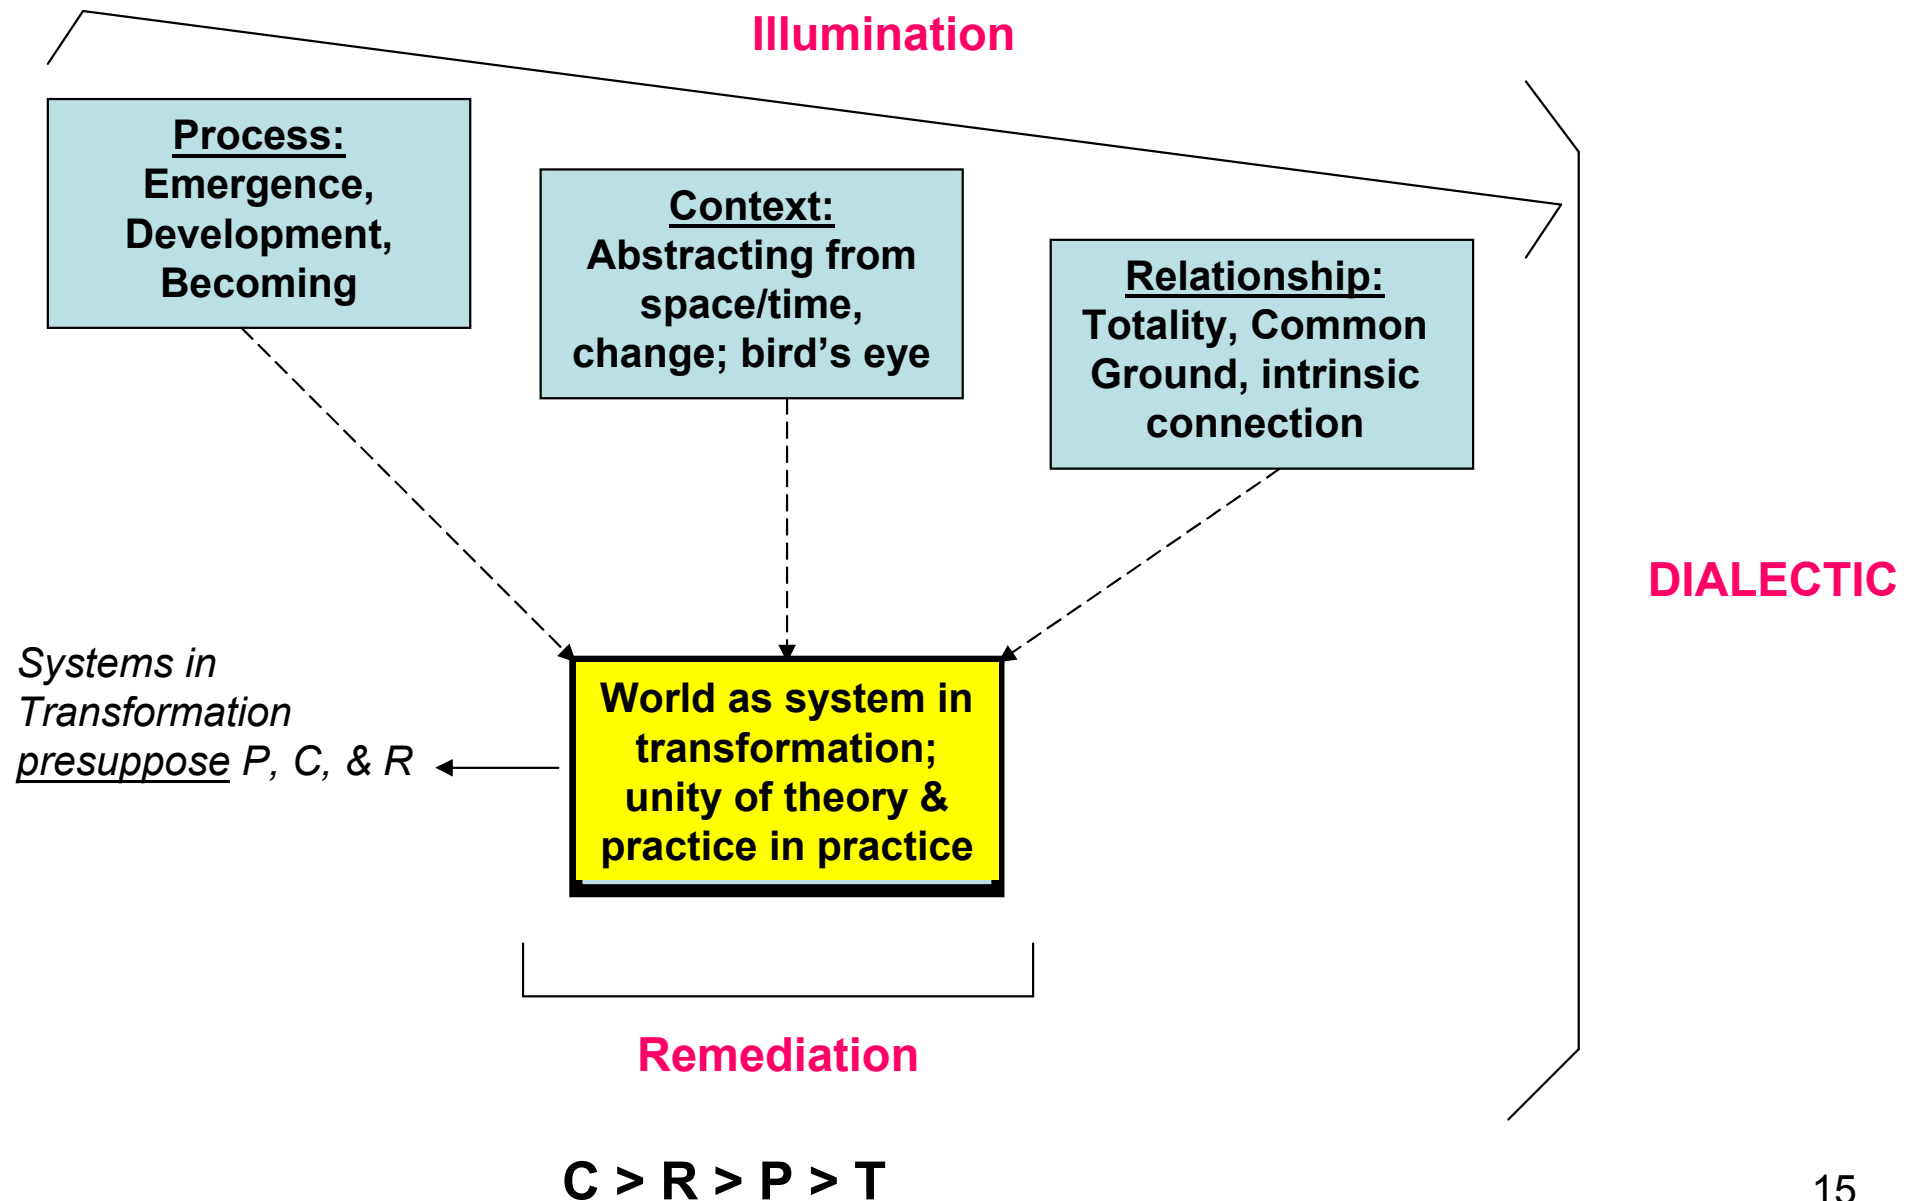 Illumination
Process:
Emergence,
Development,
Becoming
Context:
Abstracting from
space/time,
change; bird’s eye
Relationship:
Totality, Common
Ground, intrinsic
connection
DIALECTIC
Systems in
Transformation
presuppose P, C, & R
World as system in
transformation;
unity of theory &
practice in practice
Remediation
C > R > P > T
15